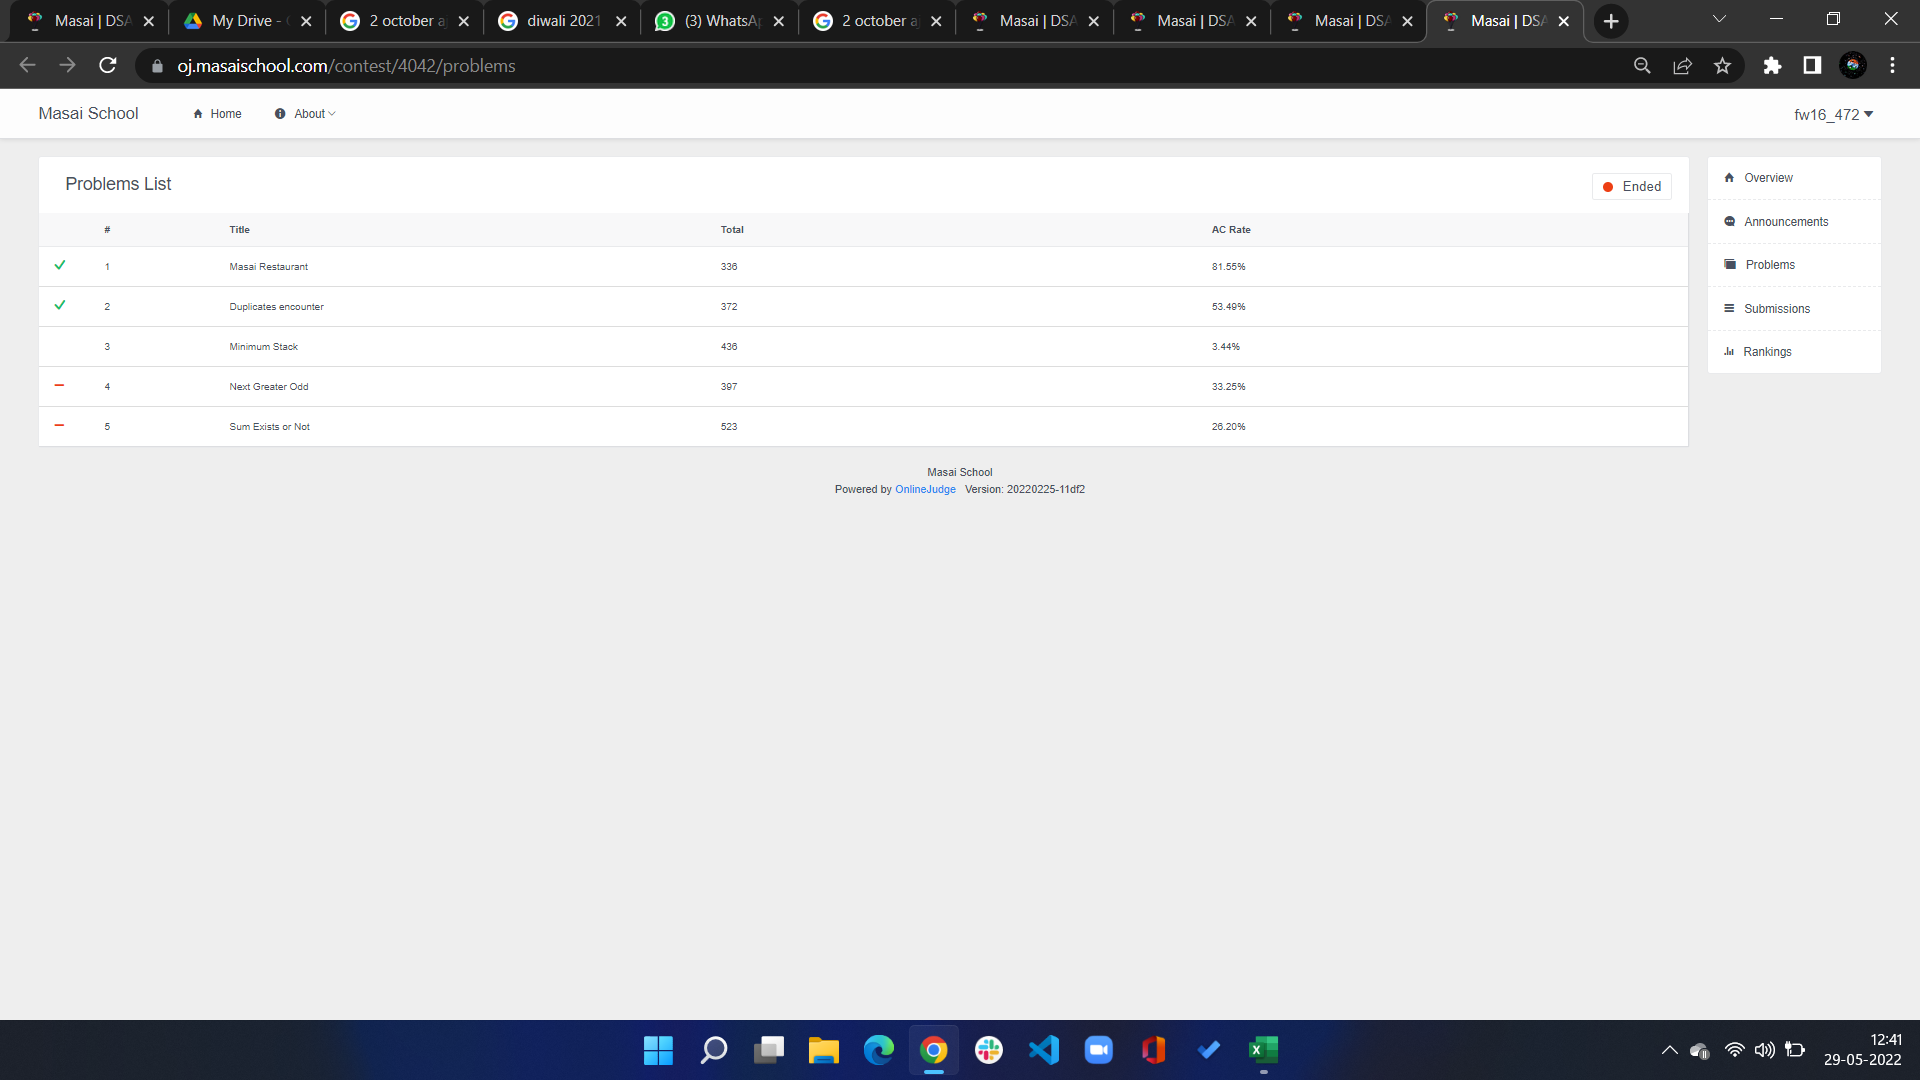 Masai | DSA
My Drive -
2 october a
diwali 2021
3 (3) WhatsAp
2 october a
Masai | DSA
Masai | DSA
Masai | DSA
Masai | DSA
oj.masaischool.com/contest/4042/problems
Masai School
Home
About
fw16_472
Problems List
Ended
# Title Total AC Rate
1 Masai Restaurant 336 81.55%
2 Duplicates encounter 372 53.49%
3 Minimum Stack 436 3.44%
4 Next Greater Odd 397 33.25%
5 Sum Exists or Not 523 26.20%
Overview
Announcements
Problems
Submissions
Rankings
Masai School
Powered by OnlineJudge Version: 20220225-11df2
12:41
29-05-2022